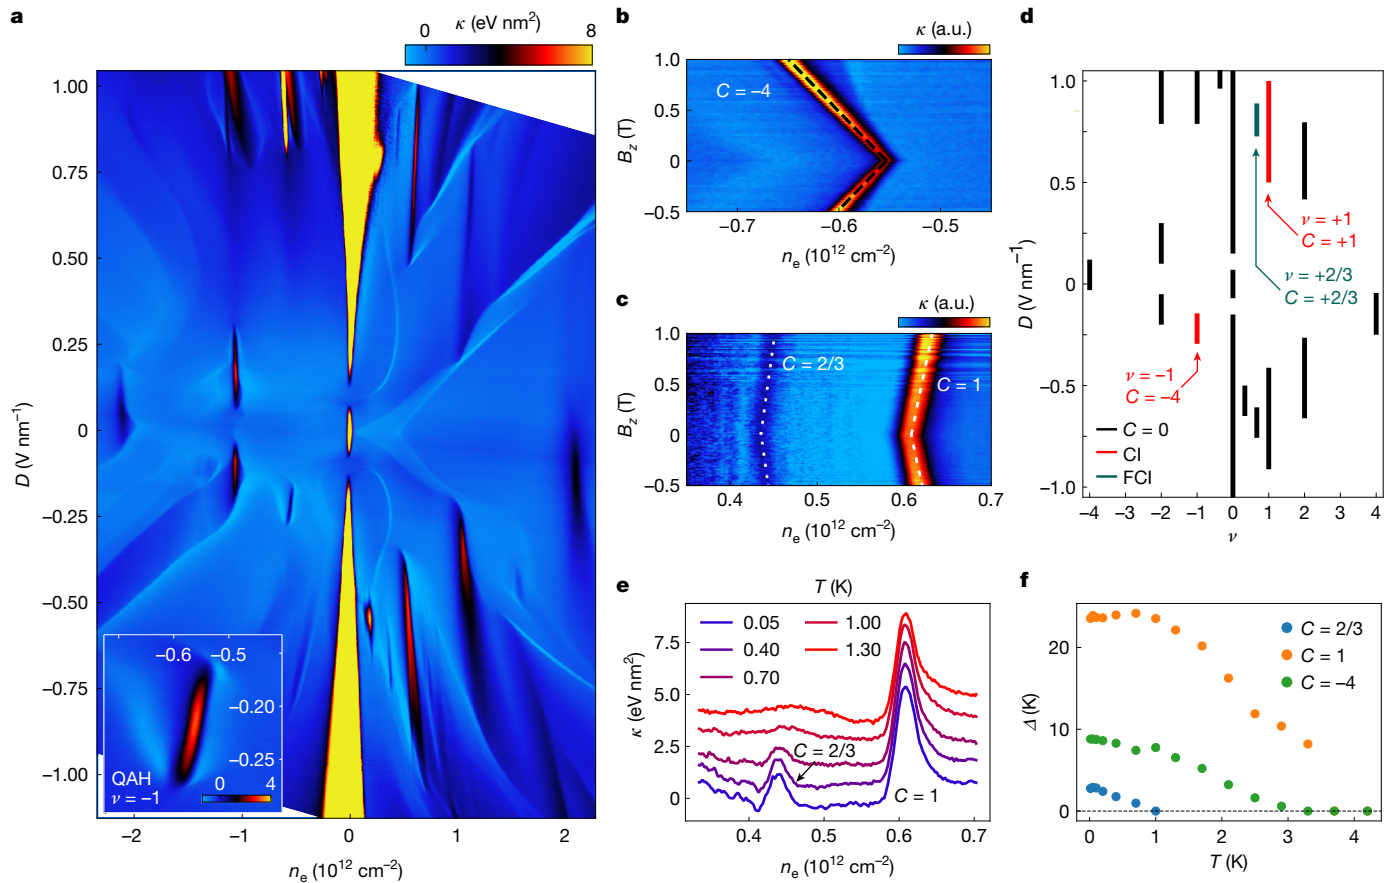 a
κ (eV nm²)
0 8
1.00
0.75
0.50
0.25
0
−0.25
−0.50
−0.75
−1.00
D (V nm⁻¹)
−0.6 −0.5
−0.20
−0.25
QAH
ν = −1
0 4
−2 −1 0 1 2
nₑ (10¹² cm⁻²)
b
κ (a.u.)
C = −4
1.0
0.5
0
−0.5
B_z (T)
−0.7 −0.6 −0.5
nₑ (10¹² cm⁻²)
c
κ (a.u.)
C = 2/3
C = 1
1.0
0.5
0
−0.5
B_z (T)
0.4 0.5 0.6 0.7
nₑ (10¹² cm⁻²)
d
1.0
0.5
0
−0.5
−1.0
D (V nm⁻¹)
ν = +1
C = +1
ν = +2/3
C = +2/3
ν = −1
C = −4
C = 0
CI
FCI
−4 −3 −2 −1 0 1 2 3 4
ν
e
T (K)
0.05 1.00
0.40 1.30
0.70
7.5
5.0
2.5
0
κ (eV nm²)
C = 2/3
C = 1
0.4 0.5 0.6 0.7
nₑ (10¹² cm⁻²)
f
C = 2/3
C = 1
C = −4
20
10
0
Δ (K)
0 1 2 3 4
T (K)